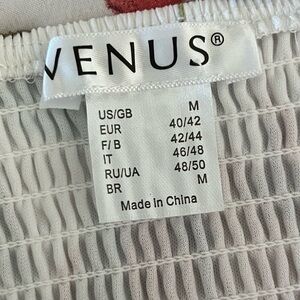 VENUS®
US/GB M
EUR 40/42
F/B 42/44
IT 46/48
RU/UA 48/50
BR M
Made in China